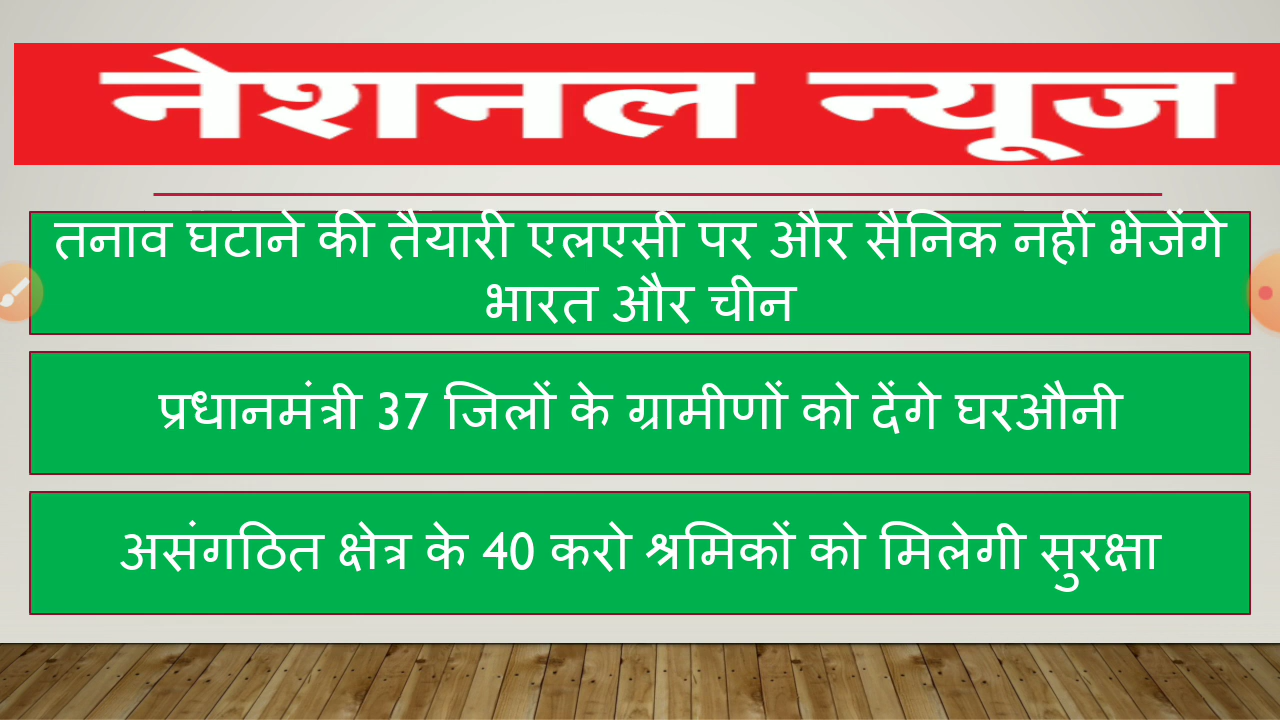 नेशनल न्यूज
तनाव घटाने की तैयारी एलएसी पर और सैनिक नहीं भेजेंगे
भारत और चीन
प्रधानमंत्री 37 जिलों के ग्रामीणों को देंगे घरऔनी
असंगठित क्षेत्र के 40 करो श्रमिकों को मिलेगी सुरक्षा